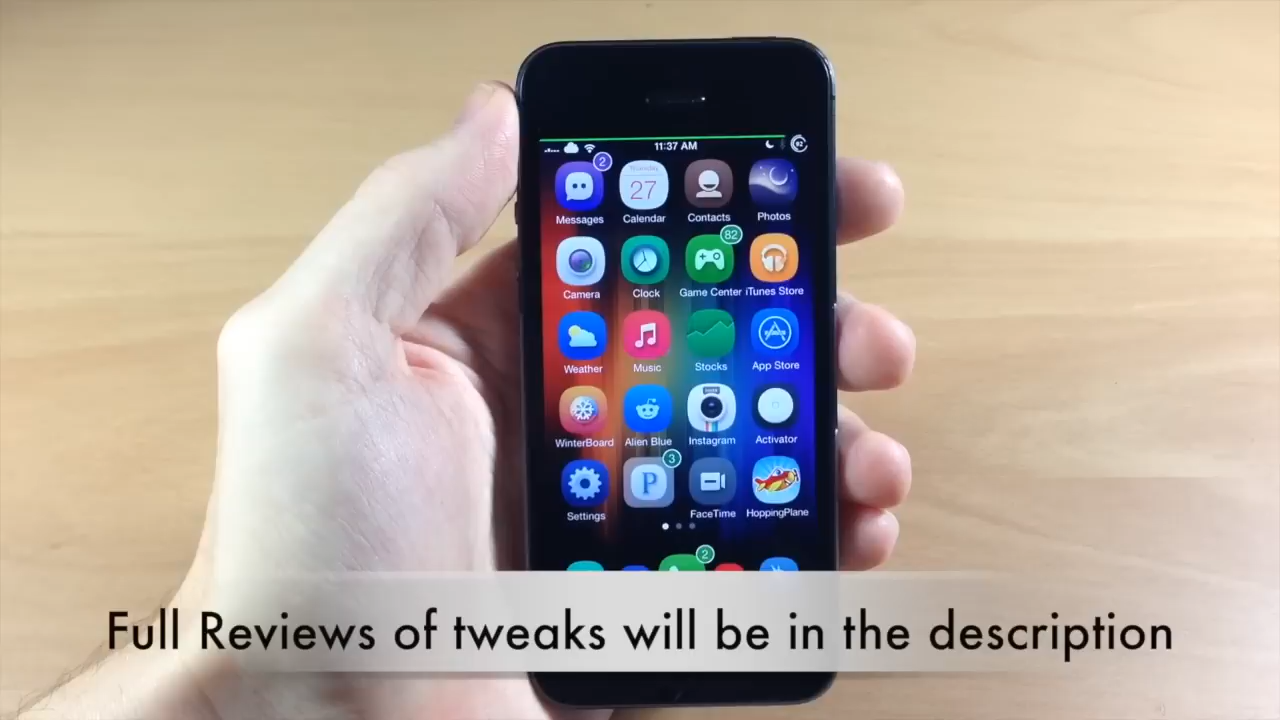 11:37 AM
82
2
Thursday
27
Messages Calendar Contacts Photos
82
Camera Clock Game Center iTunes Store
Weather Music Stocks App Store
WinterBoard Alien Blue Instagram Activator
3
P
Settings FaceTime HoppingPlane
2
Full Reviews of tweaks will be in the description